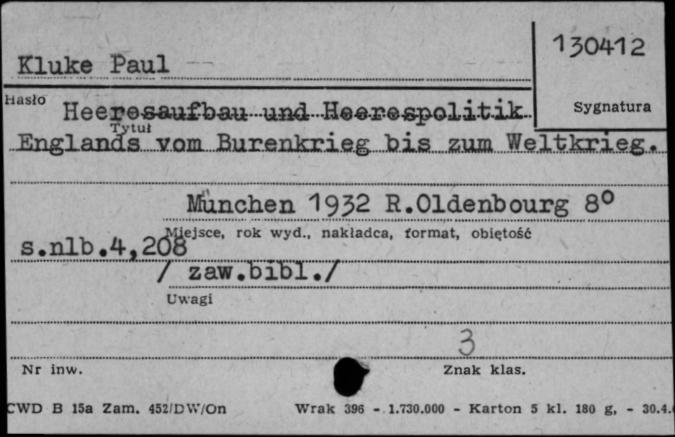 130412
Kluke Paul
Hasło
Heeresaufbau und Heerespolitik
Sygnatura
Tytuł
Englands vom Burenkrieg bis zum Weltkrieg.
München 1932 R.Oldenbourg 8°
Miejsce, rok wyd., nakładca, format, objętość
s.nlb.4,208
/ zaw.bibl./
Uwagi
3
Nr inw.
Znak klas.
CWD B 15a Zam. 452/DW/On Wrak 396 - 1.730.000 - Karton 5 kl. 180 g, - 30.4.